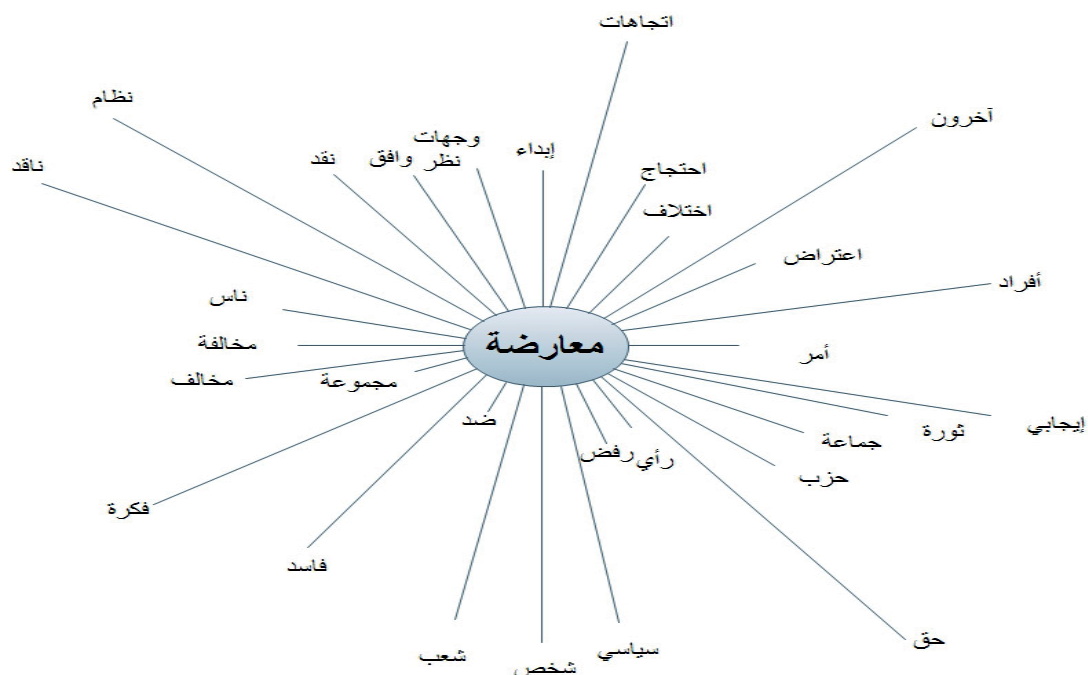 اتجاهات
آخرون
نظام
وجهات
نظر
وافق
إبداء
نقد
ناقد
احتجاج
اختلاف
اعتراض
أفراد
ناس
معارضة
أمر
مخالفة
مخالف
مجموعة
ضد
إيجابي
ثورة
جماعة
رأي
رفض
حزب
فكرة
فاسد
حق
سياسي
شخص
شعب